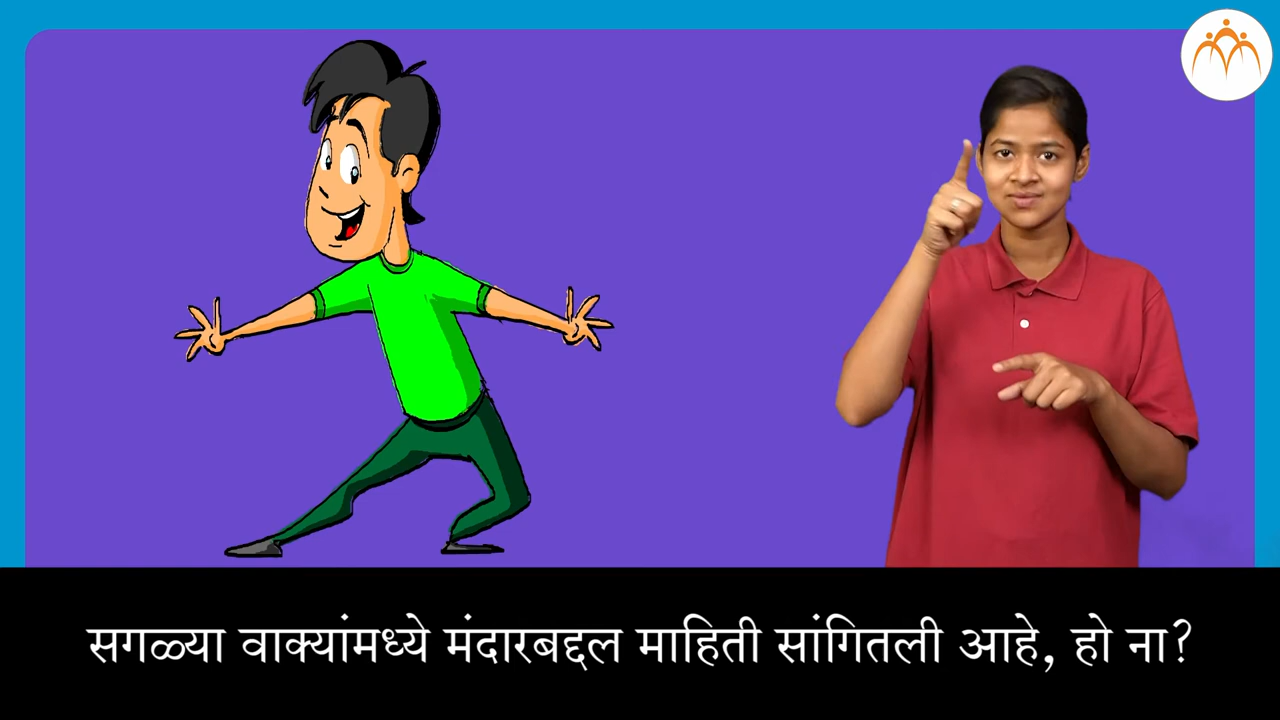 सगळ्या वाक्यांमध्ये मंदारबद्दल माहिती सांगितली आहे, हो ना?